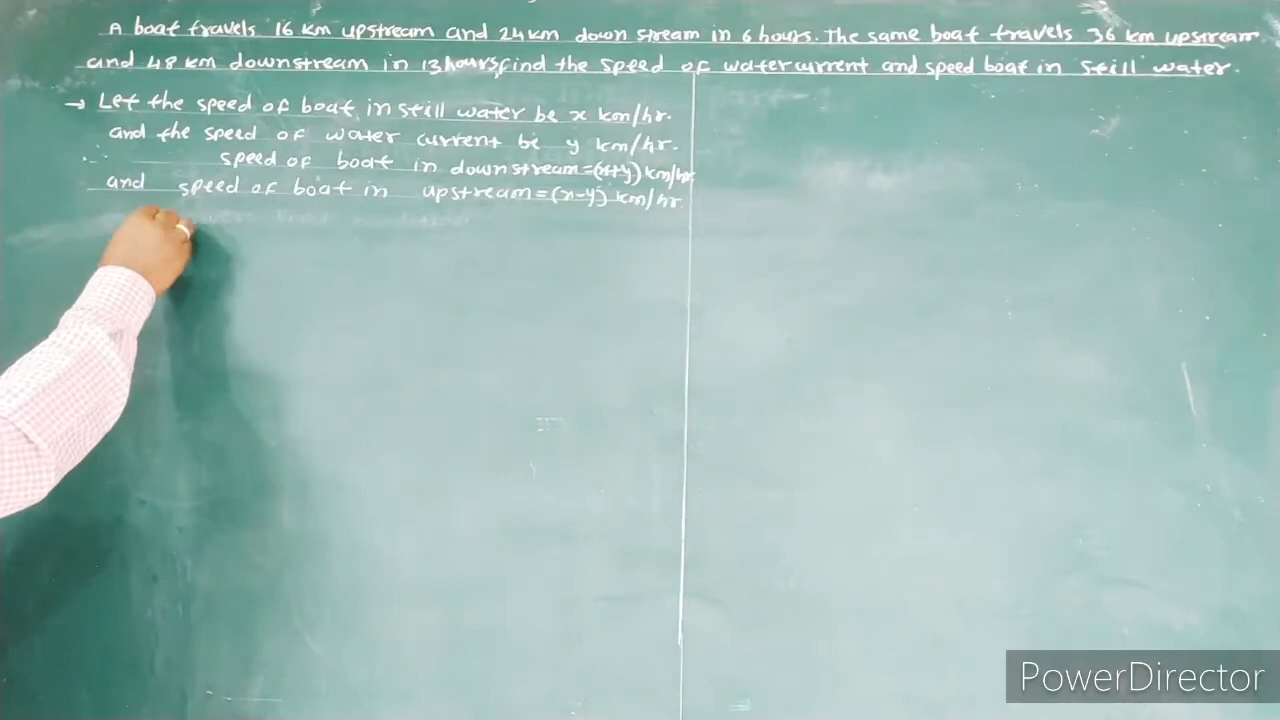 A boat travels 16 km upstream and 24km down stream in 6 hours. The same boat travels 36 km upstream
and 48 km downstream in 13 hours, find the speed of water current and speed boat in still water.
→ Let the speed of boat in still water be x km/hr.
and the speed of water current be y km/hr.
∴ speed of boat in downstream = (x+y) km/hr
and speed of boat in upstream = (x-y) km/hr.
PowerDirector